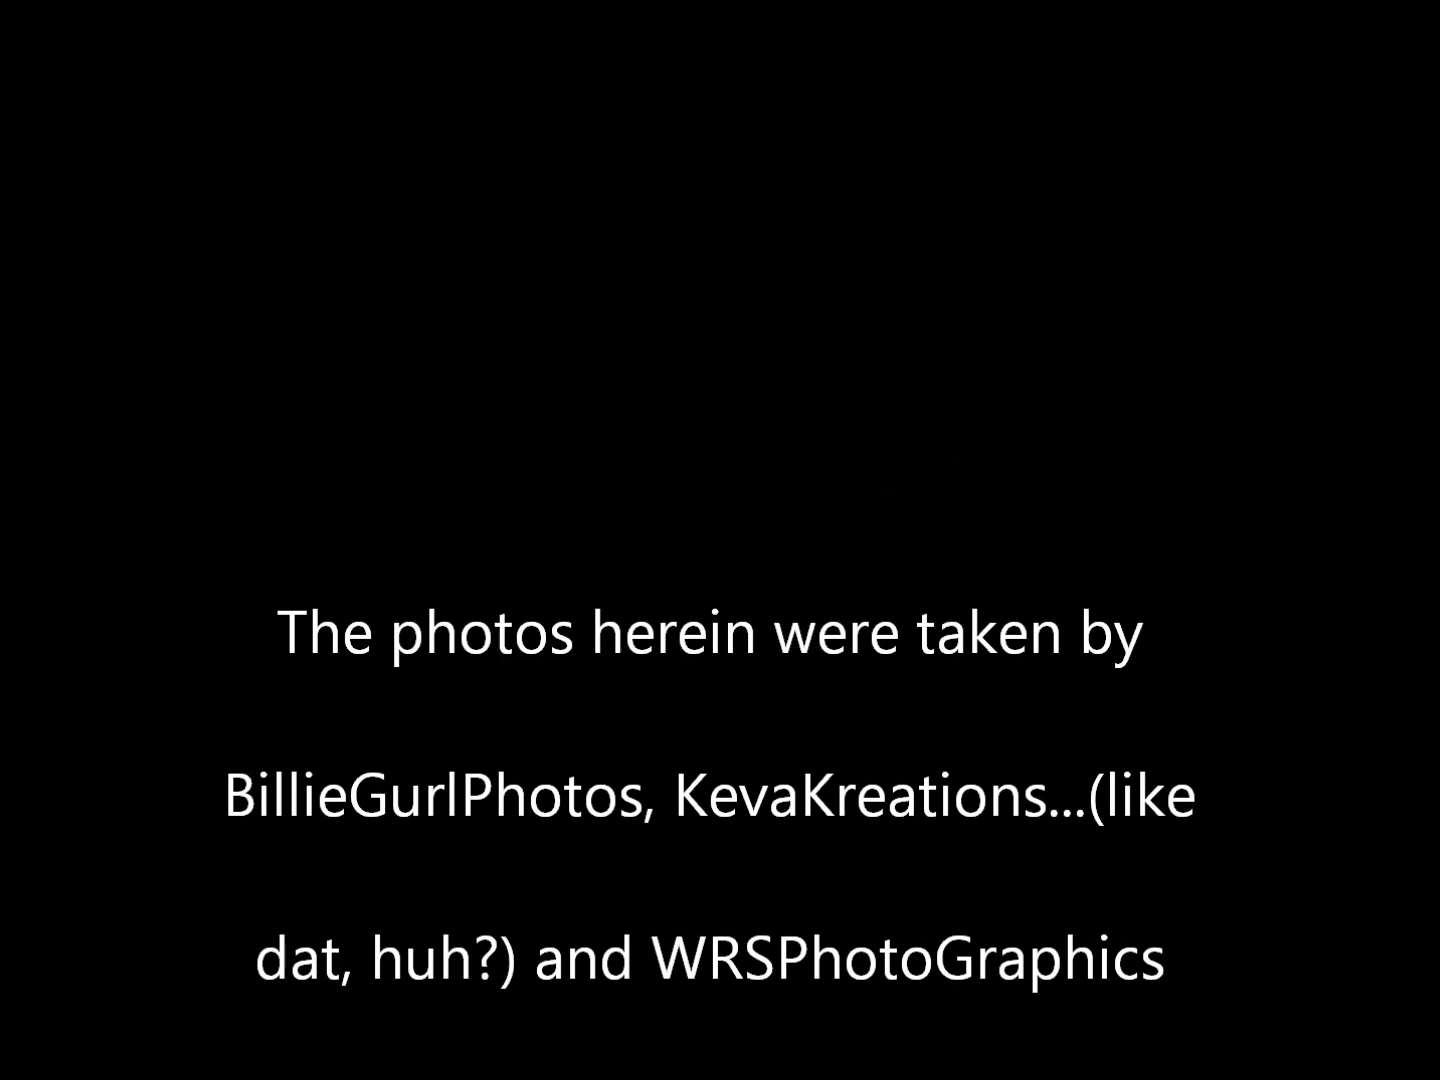 The photos herein were taken by
BillieGurlPhotos, KevaKreations...(like
dat, huh?) and WRSPhotoGraphics